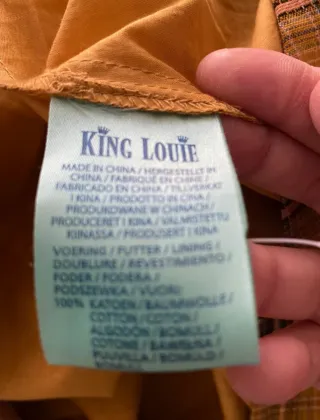 KING LOUIE
MADE IN CHINA / HERGESTELLT IN
CHINA / FABRIQUÉ EN CHINE /
FABRICADO EN CHINA / TILLVERKAT
I KINA / PRODOTTO IN CINA /
PRODUKOWANE W CHINACH /
PRODUCERET I KINA / VALMISTETTU
KIINASSA / PRODUSERT I KINA
VOERING / FUTTER / LINING /
DOUBLURE / REVESTIMIENTO /
FODER / FODERA /
PODSZEWKA / VUORI
100% KATOEN / BAUMWOLLE /
COTTON / COTON /
ALGODÓN / BOMULL /
COTONE / BAWEŁNA /
PUUVILLA / BOMULD /